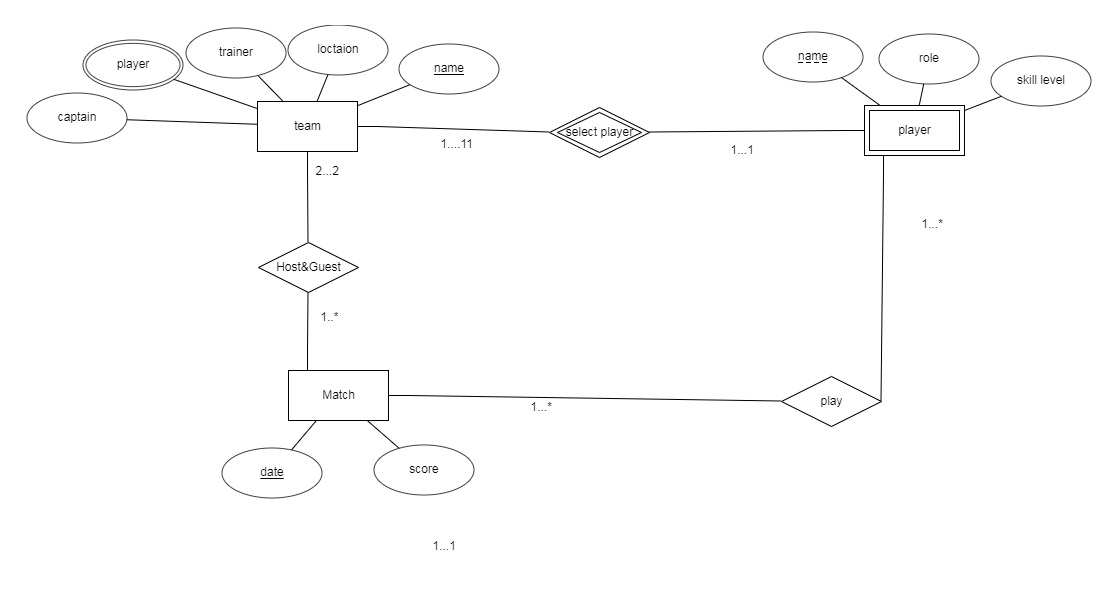 player
trainer
loctaion
name
captain
team
1....11
select player
1...1
name
role
skill level
player
2...2
1...*
Host&Guest
1..*
Match
1...*
play
date
score
1...1